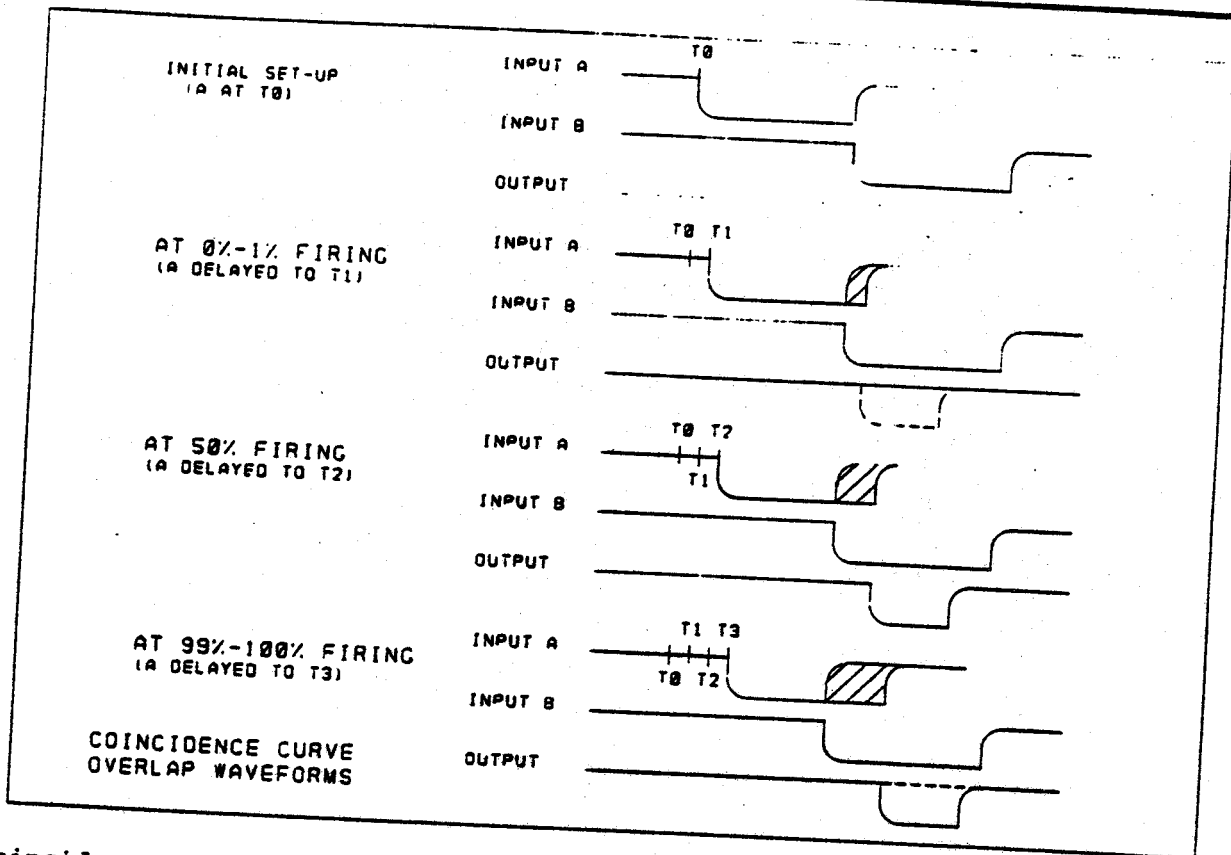 T0
INITIAL SET-UP
(A AT T0)
INPUT A
INPUT B
OUTPUT
T0 T1
AT 0%-1% FIRING
(A DELAYED TO T1)
INPUT A
INPUT B
OUTPUT
T0 T2
AT 50% FIRING
(A DELAYED TO T2)
INPUT A
T1
INPUT B
OUTPUT
T1 T3
AT 99%-100% FIRING
(A DELAYED TO T3)
INPUT A
T0 T2
INPUT B
COINCIDENCE CURVE
OVERLAP WAVEFORMS
OUTPUT